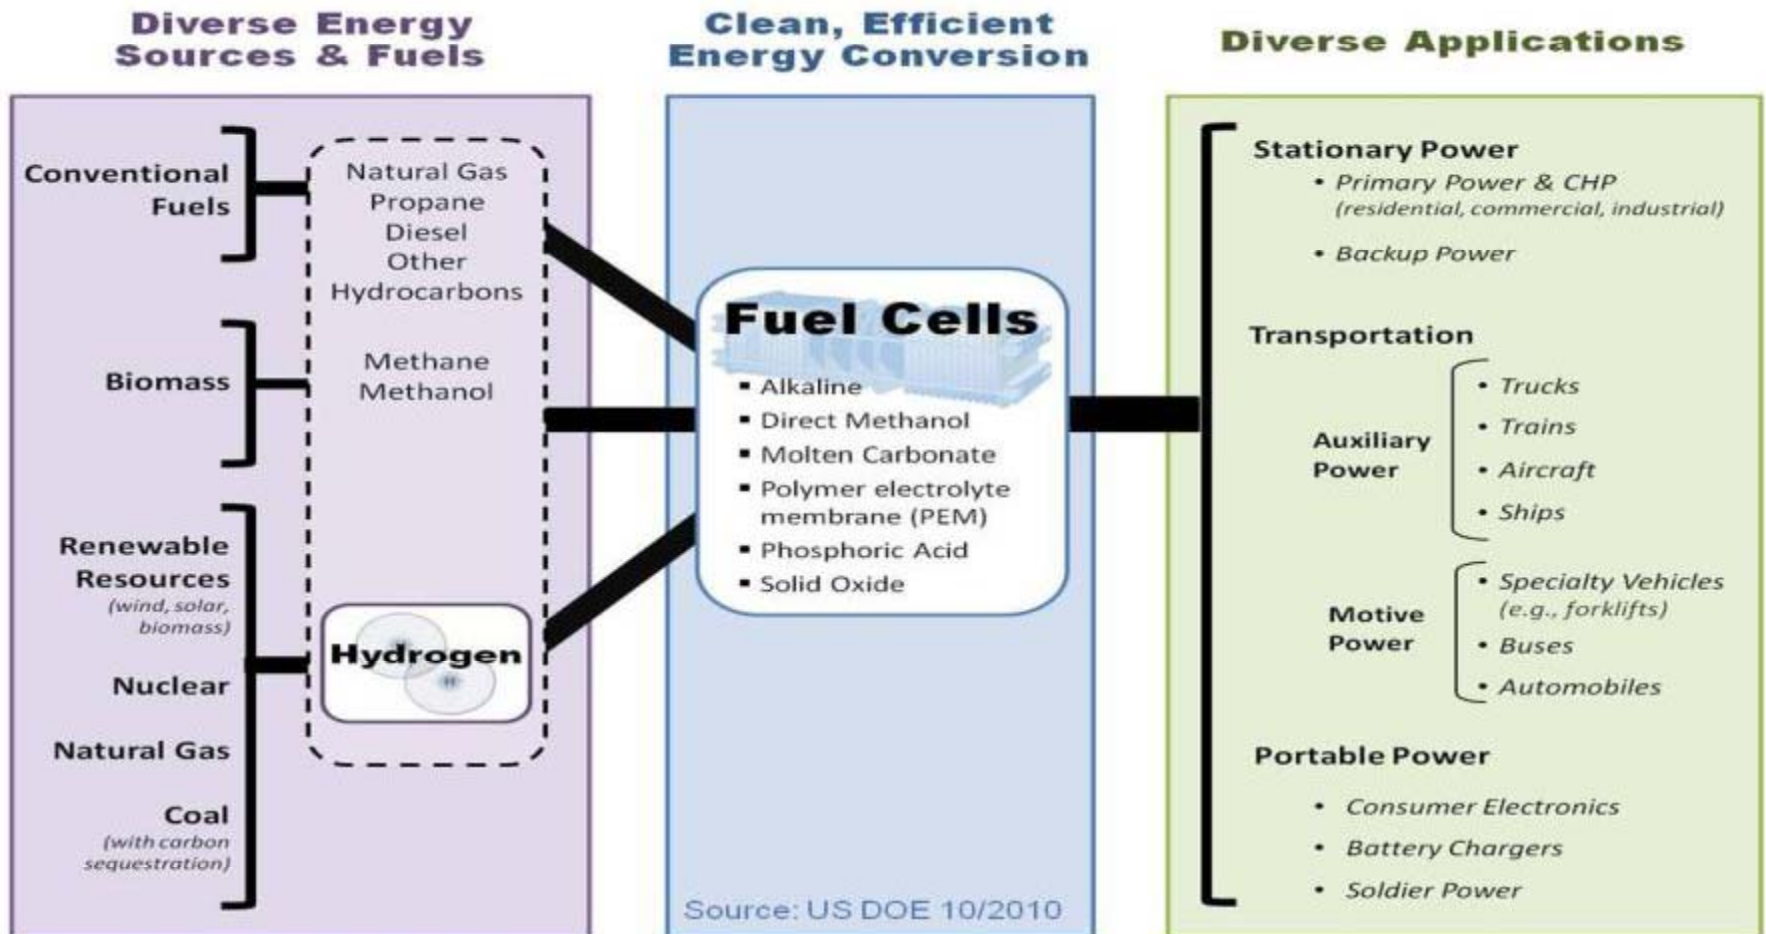 Diverse Energy
Sources & Fuels
Conventional
Fuels
Natural Gas
Propane
Diesel
Other
Hydrocarbons
Biomass
Methane
Methanol
Renewable
Resources
(wind, solar,
biomass)
Nuclear
Natural Gas
Coal
(with carbon
sequestration)
H
Hydrogen
H
Clean, Efficient
Energy Conversion
Fuel Cells
▪ Alkaline
▪ Direct Methanol
▪ Molten Carbonate
▪ Polymer electrolyte
membrane (PEM)
▪ Phosphoric Acid
▪ Solid Oxide
Source: US DOE 10/2010
Diverse Applications
Stationary Power
• Primary Power & CHP
(residential, commercial, industrial)
• Backup Power
Transportation
Auxiliary
Power
• Trucks
• Trains
• Aircraft
• Ships
Motive
Power
• Specialty Vehicles
(e.g., forklifts)
• Buses
• Automobiles
Portable Power
• Consumer Electronics
• Battery Chargers
• Soldier Power